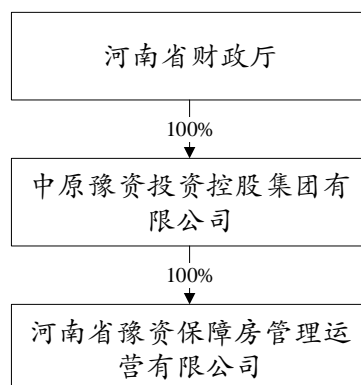 河南省财政厅
100%
中原豫资投资控股集团有
限公司
100%
河南省豫资保障房管理运
营有限公司